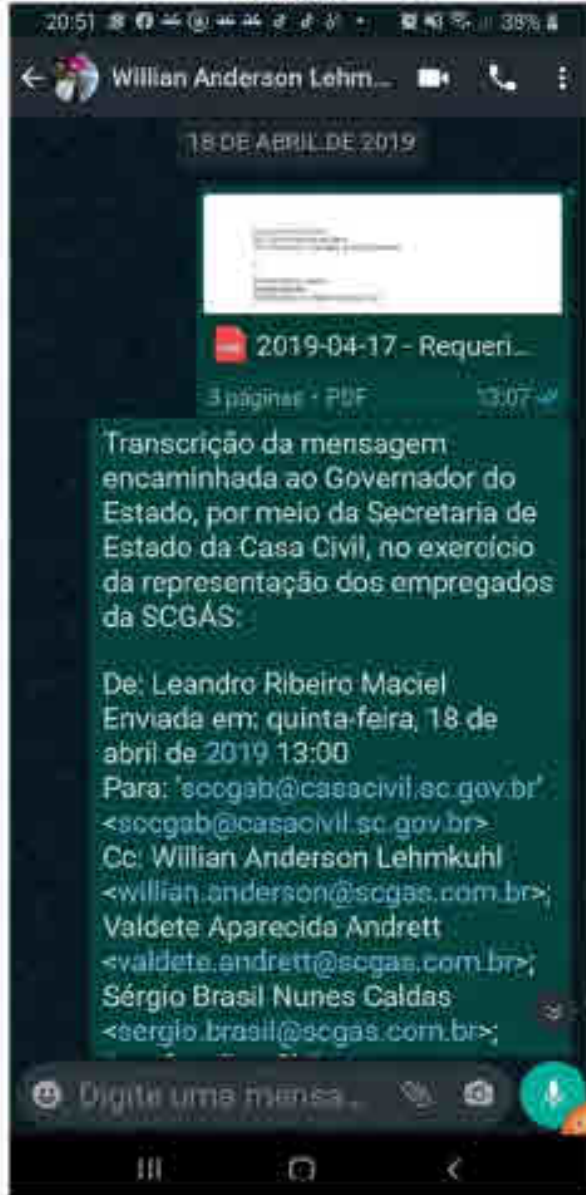 20:51
38%
Willian Anderson Lehm...
18 DE ABRIL DE 2019
2019-04-17 - Requeri...
3 páginas • PDF 13:07
Transcrição da mensagem
encaminhada ao Governador do
Estado, por meio da Secretaria de
Estado da Casa Civil, no exercício
da representação dos empregados
da SCGÁS:
De: Leandro Ribeiro Maciel
Enviada em: quinta-feira, 18 de
abril de 2019 13:00
Para: 'sccgab@casacivil.sc.gov.br'
<sccgab@casacivil.sc.gov.br>
Cc: Willian Anderson Lehmkuhl
<willian.anderson@scgas.com.br>;
Valdete Aparecida Andrett
<valdete.andrett@scgas.com.br>;
Sérgio Brasil Nunes Caldas
<sergio.brasil@scgas.com.br>;
Digite uma mensa...